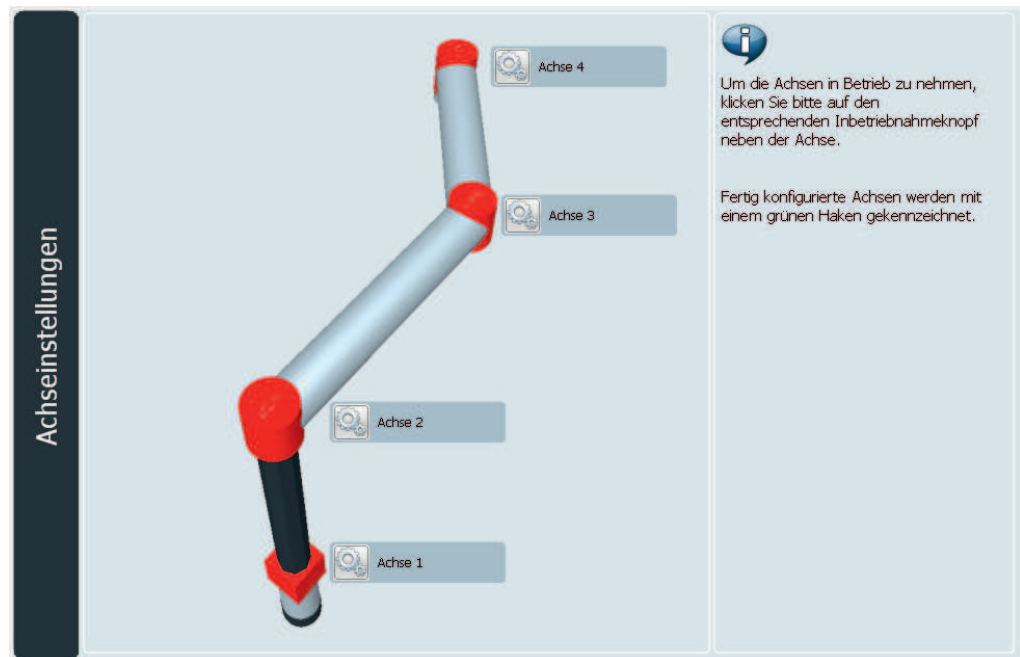 Achseinstellungen
Achse 4
Achse 3
Achse 2
Achse 1
Um die Achsen in Betrieb zu nehmen,
klicken Sie bitte auf den
entsprechenden Inbetriebnahmeknopf
neben der Achse.
Fertig konfigurierte Achsen werden mit
einem grünen Haken gekennzeichnet.